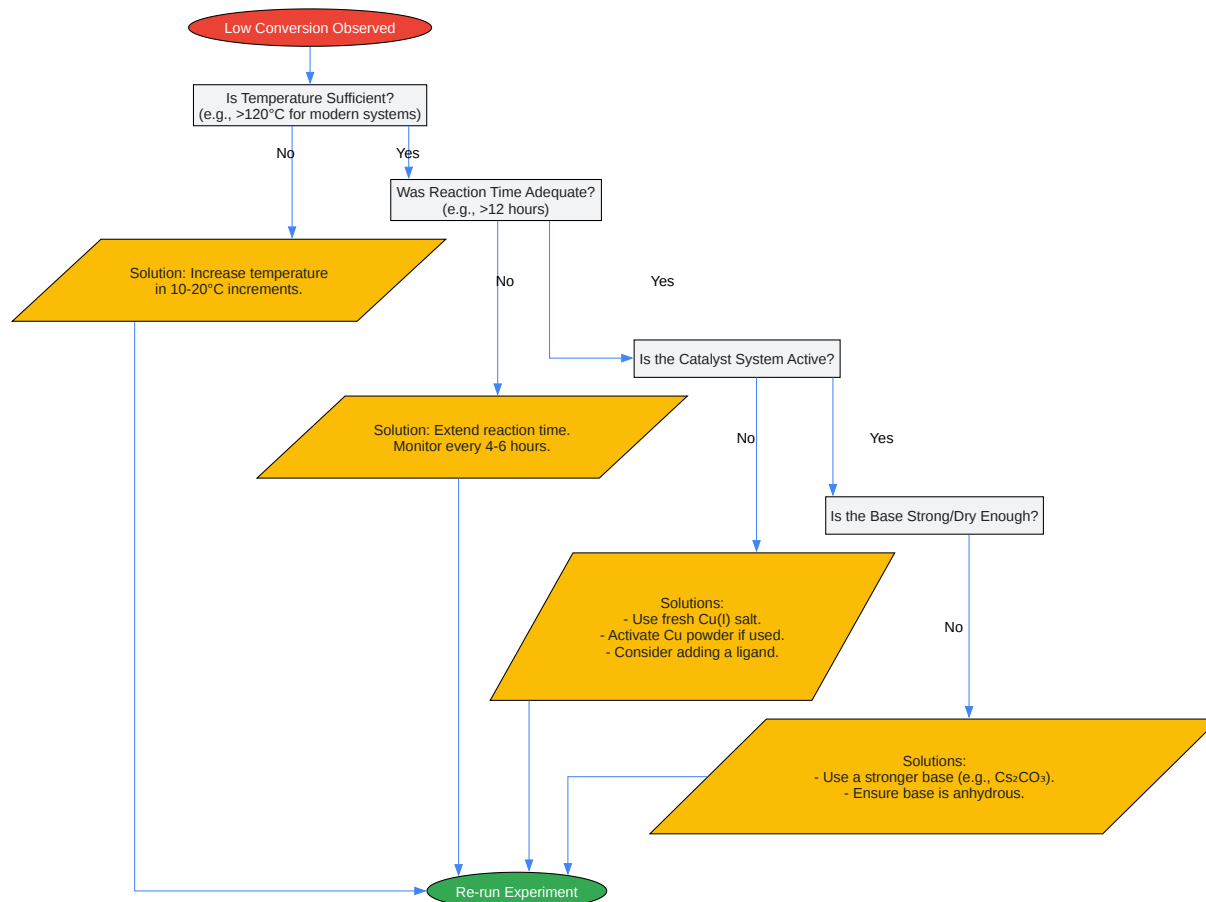 Low Conversion Observed
Is Temperature Sufficient?
(e.g., >120°C for modern systems)
No
Yes
Was Reaction Time Adequate?
(e.g., >12 hours)
Solution: Increase temperature
in 10-20°C increments.
No
Yes
Is the Catalyst System Active?
Solution: Extend reaction time.
Monitor every 4-6 hours.
No
Yes
Is the Base Strong/Dry Enough?
Solutions:
- Use fresh Cu(I) salt.
- Activate Cu powder if used.
- Consider adding a ligand.
No
Solutions:
- Use a stronger base (e.g., Cs₂CO₃).
- Ensure base is anhydrous.
Re-run Experiment